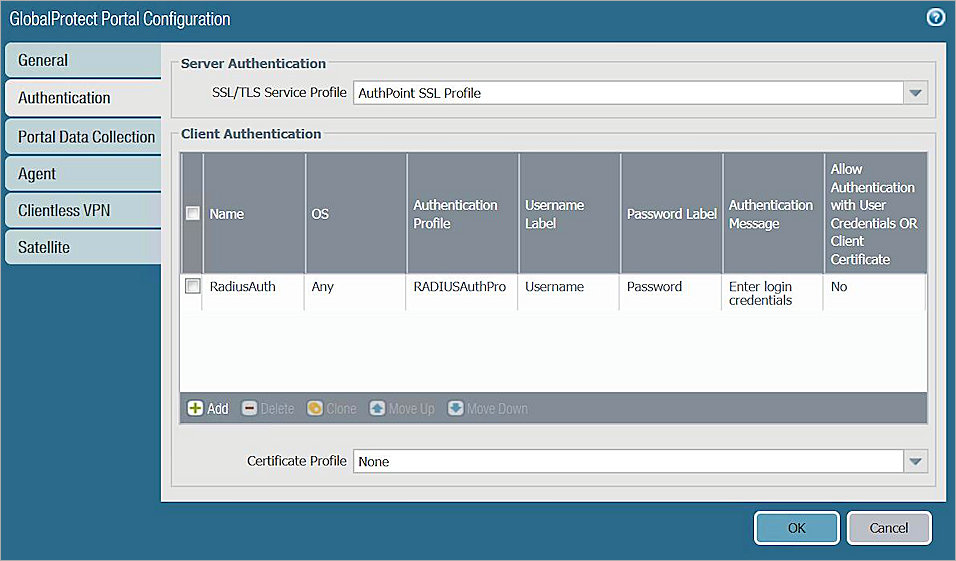 GlobalProtect Portal Configuration
?
General
Authentication
Portal Data Collection
Agent
Clientless VPN
Satellite
Server Authentication
SSL/TLS Service Profile AuthPoint SSL Profile
Client Authentication
Name
OS
Authentication
Profile
Username
Label
Password Label
Authentication
Message
Allow
Authentication
with User
Credentials OR
Client
Certificate
RadiusAuth
Any
RADIUSAuthPro
Username
Password
Enter login
credentials
No
Add Delete Clone Move Up Move Down
Certificate Profile None
OK Cancel